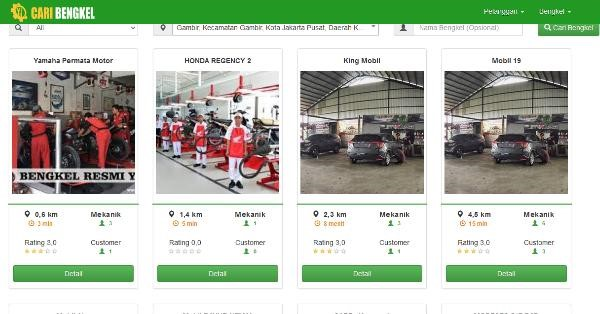 CARI BENGKEL
Pelanggan
Bengkel
All
Gambir, Kecamatan Gambir, Kota Jakarta Pusat, Daerah K...
Nama Bengkel (Opsional)
Cari Bengkel
Yamaha Permata Motor
HONDA REGENCY 2
King Mobil
Mobil 19
BENGKEL RESMI Y
0,6 km Mekanik
3 min 3
Rating 3,0 Customer
1
Detail
1,4 km Mekanik
5 min 1
Rating 0,0 Customer
0
Detail
2,3 km Mekanik
8 menit 3
Rating 3,0 Customer
1
Detail
4,5 km Mekanik
15 min 6
Rating 3,0 Customer
3
Detail